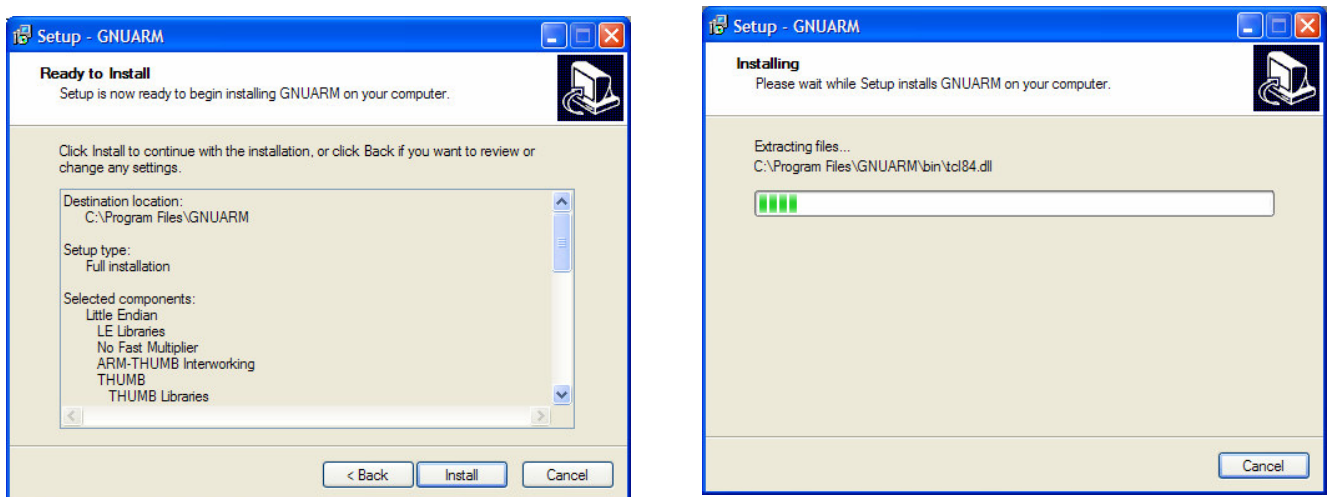 Setup - GNUARM
Ready to Install
Setup is now ready to begin installing GNUARM on your computer.
Click Install to continue with the installation, or click Back if you want to review or
change any settings.
Destination location:
C:\Program Files\GNUARM
Setup type:
Full installation
Selected components:
Little Endian
LE Libraries
No Fast Multiplier
ARM-THUMB Interworking
THUMB
THUMB Libraries
< Back
Install
Cancel
Setup - GNUARM
Installing
Please wait while Setup installs GNUARM on your computer.
Extracting files...
C:\Program Files\GNUARM\bin\tcl84.dll
Cancel